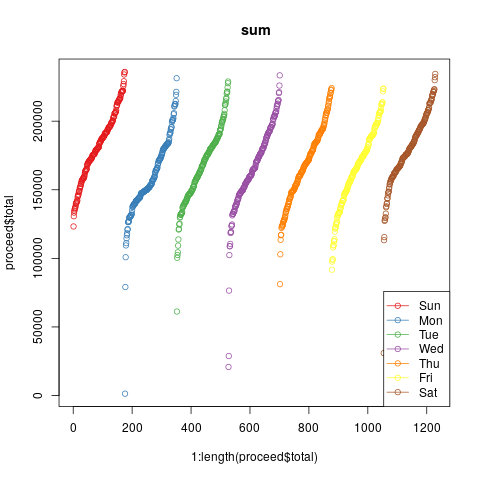 sum
proceed$total
200000
150000
100000
50000
0
0 200 400 600 800 1000 1200
1:length(proceed$total)
Sun
Mon
Tue
Wed
Thu
Fri
Sat